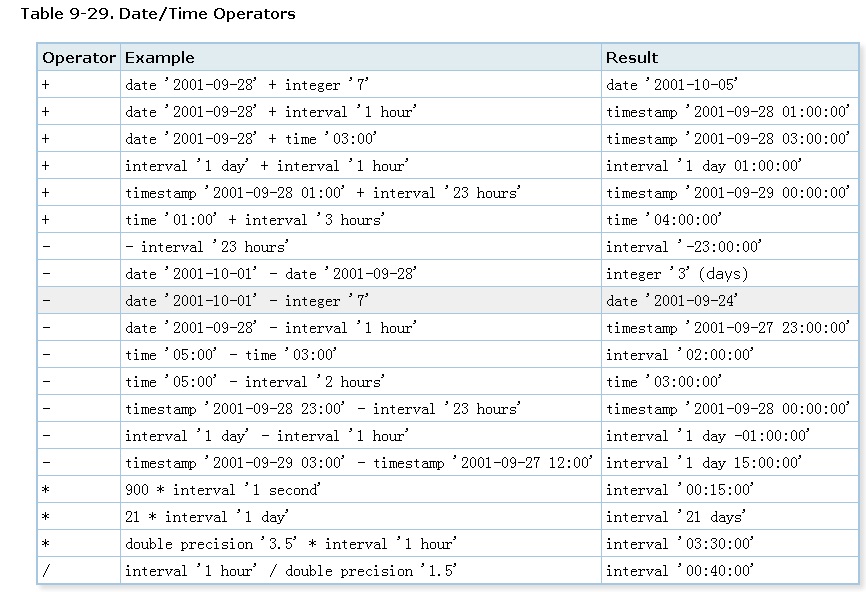 Table 9-29. Date/Time Operators
Operator Example Result
+ date '2001-09-28' + integer '7' date '2001-10-05'
+ date '2001-09-28' + interval '1 hour' timestamp '2001-09-28 01:00:00'
+ date '2001-09-28' + time '03:00' timestamp '2001-09-28 03:00:00'
+ interval '1 day' + interval '1 hour' interval '1 day 01:00:00'
+ timestamp '2001-09-28 01:00' + interval '23 hours' timestamp '2001-09-29 00:00:00'
+ time '01:00' + interval '3 hours' time '04:00:00'
- - interval '23 hours' interval '-23:00:00'
- date '2001-10-01' - date '2001-09-28' integer '3' (days)
- date '2001-10-01' - integer '7' date '2001-09-24'
- date '2001-09-28' - interval '1 hour' timestamp '2001-09-27 23:00:00'
- time '05:00' - time '03:00' interval '02:00:00'
- time '05:00' - interval '2 hours' time '03:00:00'
- timestamp '2001-09-28 23:00' - interval '23 hours' timestamp '2001-09-28 00:00:00'
- interval '1 day' - interval '1 hour' interval '1 day -01:00:00'
- timestamp '2001-09-29 03:00' - timestamp '2001-09-27 12:00' interval '1 day 15:00:00'
* 900 * interval '1 second' interval '00:15:00'
* 21 * interval '1 day' interval '21 days'
* double precision '3.5' * interval '1 hour' interval '03:30:00'
/ interval '1 hour' / double precision '1.5' interval '00:40:00'